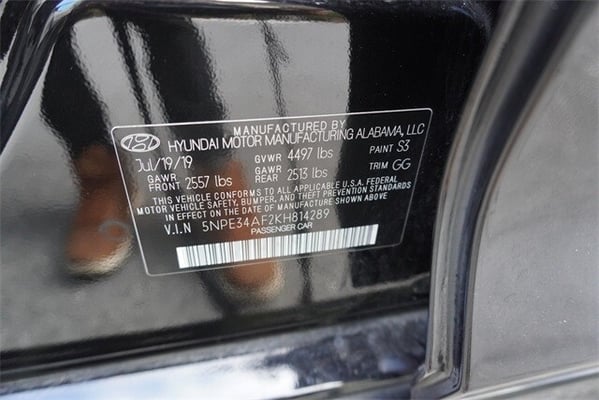 MANUFACTURED BY
HYUNDAI MOTOR MANUFACTURING ALABAMA, LLC
Jul/19/19 GVWR 4497 lbs PAINT S3
GAWR FRONT 2557 lbs GAWR REAR 2513 lbs TRIM GG
THIS VEHICLE CONFORMS TO ALL APPLICABLE U.S.A. FEDERAL
MOTOR VEHICLE SAFETY, BUMPER, AND THEFT PREVENTION STANDARDS
IN EFFECT ON THE DATE OF MANUFACTURE SHOWN ABOVE.
V.I.N 5NPE34AF2KH814289
PASSENGER CAR